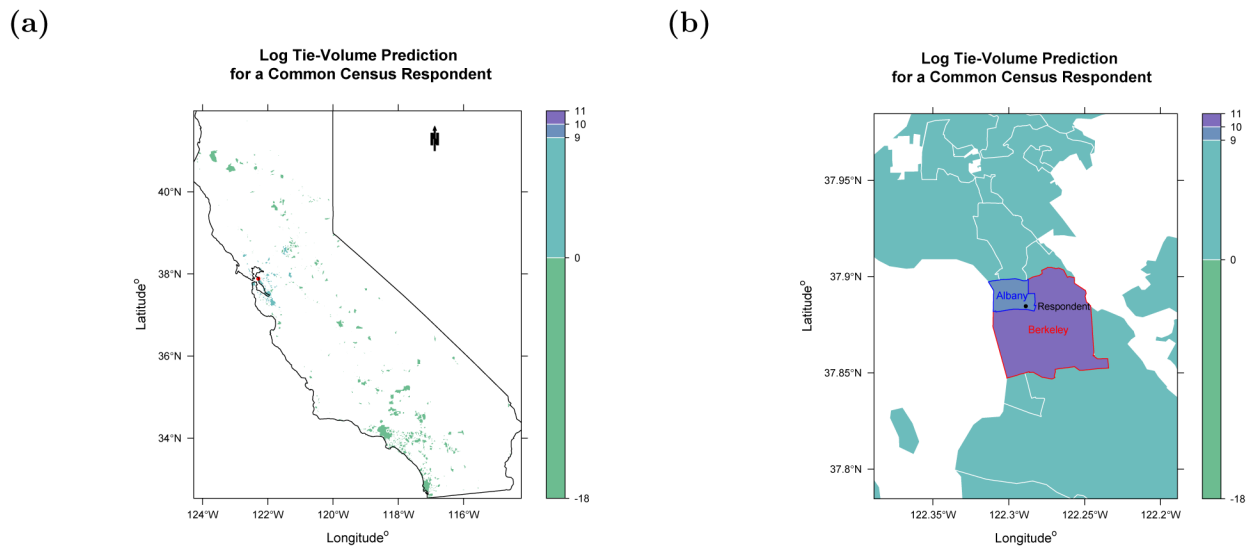 (a)
Log Tie-Volume Prediction
for a Common Census Respondent
N
11
10
9
0
-18
40°N
38°N
36°N
34°N
Latitude°
124°W 122°W 120°W 118°W 116°W
Longitude°
(b)
Log Tie-Volume Prediction
for a Common Census Respondent
11
10
9
0
-18
37.95°N
37.9°N
37.85°N
37.8°N
Latitude°
Albany
Respondent
Berkeley
122.35°W 122.3°W 122.25°W 122.2°W
Longitude°